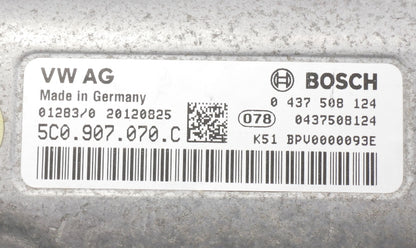 VW AG
BOSCH
Made in Germany
0 437 508 124
01283/0 20120825
078
0437508124
5C0.907.070.C
K51 BPV0000093E